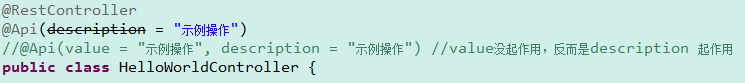 @RestController
@Api(description = "示例操作")
//@Api(value = "示例操作", description = "示例操作") //value没起作用，反而是description 起作用
public class HelloWorldController {